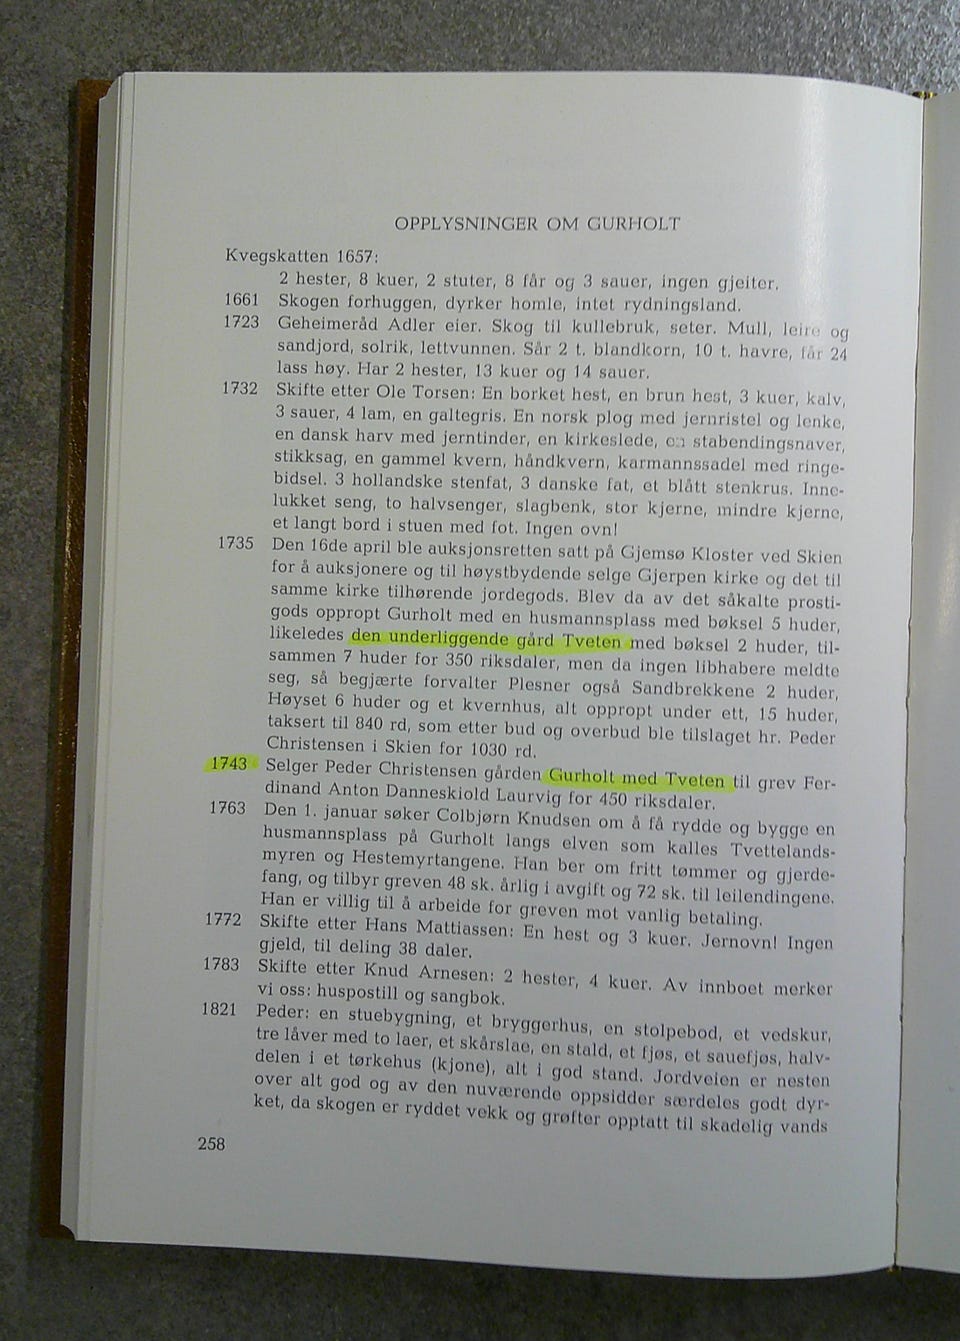 OPPLYSNINGER OM GURHOLT
Kvegskatten 1657:
2 hester, 8 kuer, 2 stuter, 8 får og 3 sauer, ingen gjeiter.
1661 Skogen forhuggen, dyrker homle, intet rydningsland.
1723 Geheimeråd Adler eier. Skog til kullebruk, seter. Mull, leire og
sandjord, solrik, lettvunnen. Sår 2 t. blandkorn, 10 t. havre, får 24
lass høy. Har 2 hester, 13 kuer og 14 sauer.
1732 Skifte etter Ole Torsen: En borket hest, en brun hest, 3 kuer, kalv,
3 sauer, 4 lam, en galtegris. En norsk plog med jernristel og lenke,
en dansk harv med jerntinder, en kirkeslede, en stabendingsnaver,
stikksag, en gammel kvern, håndkvern, karmannssadel med ringe-
bidsel. 3 hollandske stenfat, 3 danske fat, et blått stenkrus. Inne-
lukket seng, to halvsenger, slagbenk, stor kjerne, mindre kjerne,
et langt bord i stuen med fot. Ingen ovn!
1735 Den 16de april ble auksjonsretten satt på Gjemsø Kloster ved Skien
for å auksjonere og til høystbydende selge Gjerpen kirke og det til
samme kirke tilhørende jordegods. Blev da av det såkalte prosti-
gods oppropt Gurholt med en husmannsplass med bøksel 5 huder,
likeledes den underliggende gård Tveten med bøksel 2 huder, til-
sammen 7 huder for 350 riksdaler, men da ingen libhabere meldte
seg, så begjærte forvalter Plesner også Sandbrekkene 2 huder,
Høyset 6 huder og et kvernhus, alt oppropt under ett, 15 huder,
taksert til 840 rd, som etter bud og overbud ble tilslaget hr. Peder
Christensen i Skien for 1030 rd.
1743 Selger Peder Christensen gården Gurholt med Tveten til grev Fer-
dinand Anton Danneskiold Laurvig for 450 riksdaler.
1763 Den 1. januar søker Colbjørn Knudsen om å få rydde og bygge en
husmannsplass på Gurholt langs elven som kalles Tvettelands-
myren og Hestemyrtangene. Han ber om fritt tømmer og gjerde-
fang, og tilbyr greven 48 sk. årlig i avgift og 72 sk. til leilendingene.
Han er villig til å arbeide for greven mot vanlig betaling.
1772 Skifte etter Hans Mattiassen: En hest og 3 kuer. Jernovn! Ingen
gjeld, til deling 38 daler.
1783 Skifte etter Knud Arnesen: 2 hester, 4 kuer. Av innboet merker
vi oss: huspostill og sangbok.
1821 Peder: en stuebygning, et bryggerhus, en stolpebod, et vedskur,
tre låver med to laer, et skårslae, en stald, et fjøs, et sauefjøs, halv-
delen i et tørkehus (kjone), alt i god stand. Jordveien er nesten
over alt god og av den nuværende oppsidder særdeles godt dyr-
ket, da skogen er ryddet vekk og grøfter opptatt til skadelig vands
258